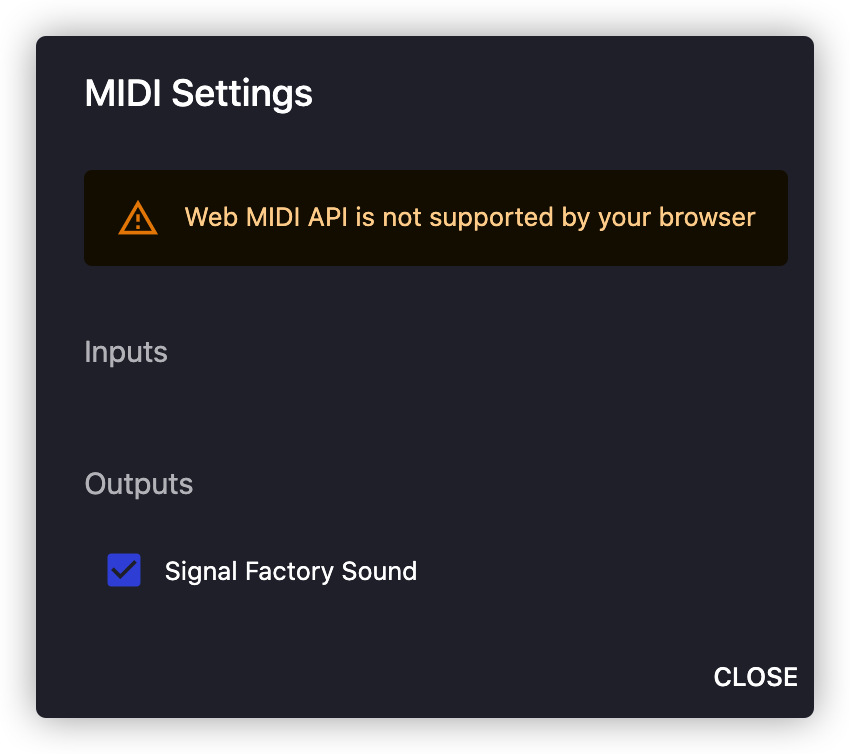 MIDI Settings
Web MIDI API is not supported by your browser
Inputs
Outputs
Signal Factory Sound
CLOSE